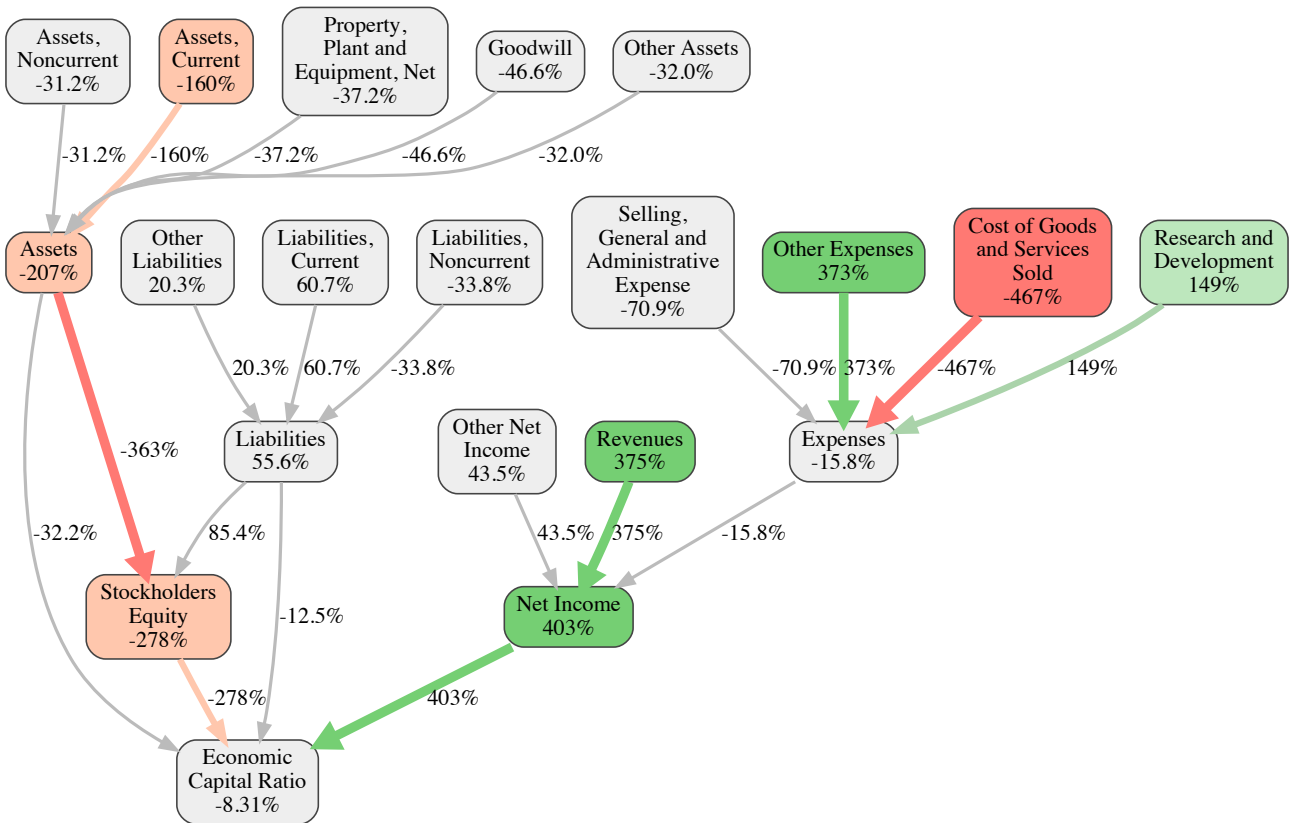 Assets,
Noncurrent
-31.2%
Assets,
Current
-160%
Property,
Plant and
Equipment, Net
-37.2%
Goodwill
-46.6%
Other Assets
-32.0%
-31.2%
-160%
-37.2%
-46.6%
-32.0%
Assets
-207%
Other
Liabilities
20.3%
Liabilities,
Current
60.7%
Liabilities,
Noncurrent
-33.8%
Selling,
General and
Administrative
Expense
-70.9%
Other Expenses
373%
Cost of Goods
and Services
Sold
-467%
Research and
Development
149%
20.3%
60.7%
-33.8%
-70.9%
373%
-467%
149%
-363%
Liabilities
55.6%
Other Net
Income
43.5%
Revenues
375%
Expenses
-15.8%
-32.2%
85.4%
43.5%
375%
-15.8%
Stockholders
Equity
-278%
-12.5%
Net Income
403%
-278%
403%
Economic
Capital Ratio
-8.31%